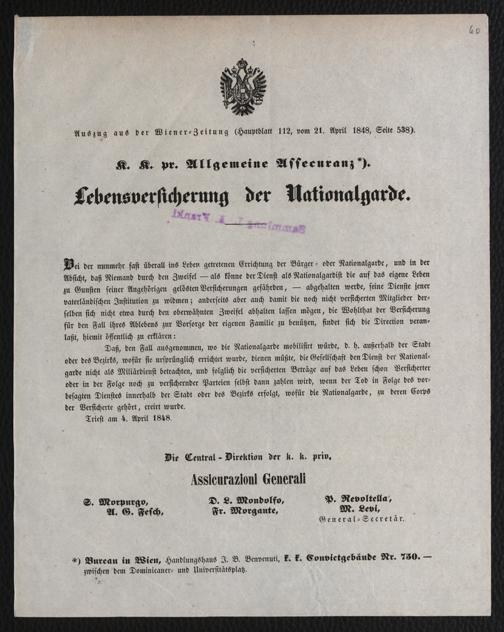 60
Auszug aus der Wiener-Zeitung (Hauptblatt 112, vom 21. April 1848, Seite 538).
K. K. pr. Allgemeine Assecuranz*).
Lebensversicherung der Nationalgarde.
Sammlung L. A. Frankl
Bei der nunmehr fast überall ins Leben getretenen Errichtung der Bürger- oder Nationalgarde, und in der
Absicht, daß Niemand durch den Zweifel — als könne der Dienst als Nationalgardist die auf das eigene Leben
zu Gunsten seiner Angehörigen gelösten Versicherungen gefährden, — abgehalten werde, seine Dienste jener
vaterländischen Institution zu widmen; anderseits aber auch damit die noch nicht versicherten Mitglieder der-
selben sich nicht etwa durch den oberwähnten Zweifel abhalten lassen mögen, die Wohlthat der Versicherung
für den Fall ihres Ablebens zur Vorsorge der eigenen Familie zu benützen, findet sich die Direction veran-
laßt, hiemit öffentlich zu erklären:
Daß, den Fall ausgenommen, wo die Nationalgarde mobilisirt würde, d. h. außerhalb der Stadt
oder des Bezirks, wofür sie ursprünglich errichtet wurde, dienen müßte, die Gesellschaft den Dienst der National-
garde nicht als Militärdienst betrachten, und folglich die versicherten Beträge auf das Leben schon Versicherter
oder in der Folge noch zu versichernder Parteien selbst dann zahlen wird, wenn der Tod in Folge des vor-
besagten Dienstes innerhalb der Stadt oder des Bezirks erfolgt, wofür die Nationalgarde, zu deren Corps
der Versicherte gehört, creirt wurde.
Triest am 4. April 1848.
Die Central-Direktion der k. k. priv.
Assicurazioni Generali
S. Morpurgo, D. L. Mondolfo, P. Revoltella,
A. G. Fesch, Fr. Morgante, M. Levi,
General-Secretär.
*) Bureau in Wien, Handlungshaus J. B. Benvenuti, k. k. Convictgebäude Nr. 750. —
zwischen dem Dominicaner- und Universitätsplatz.